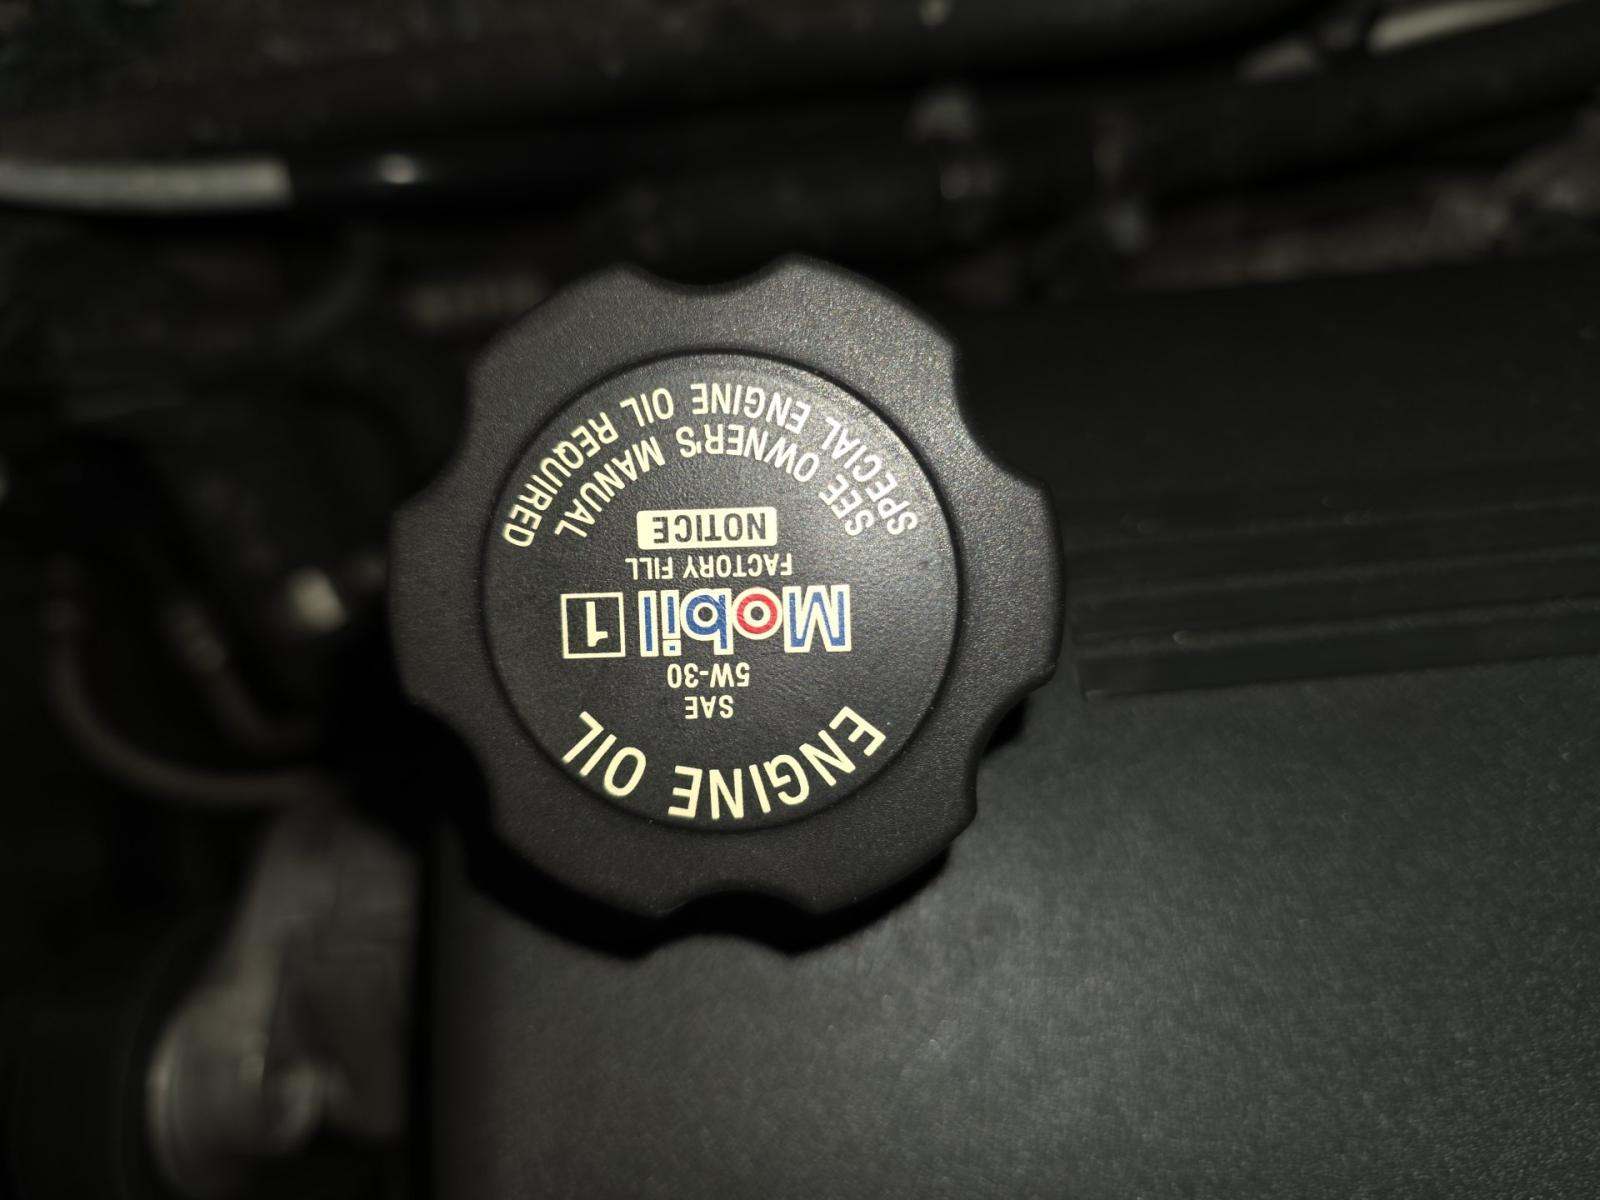 ENGINE OIL
SAE
5W-30
Mobil 1
FACTORY FILL
NOTICE
SEE OWNER'S MANUAL
SPECIAL ENGINE OIL REQUIRED